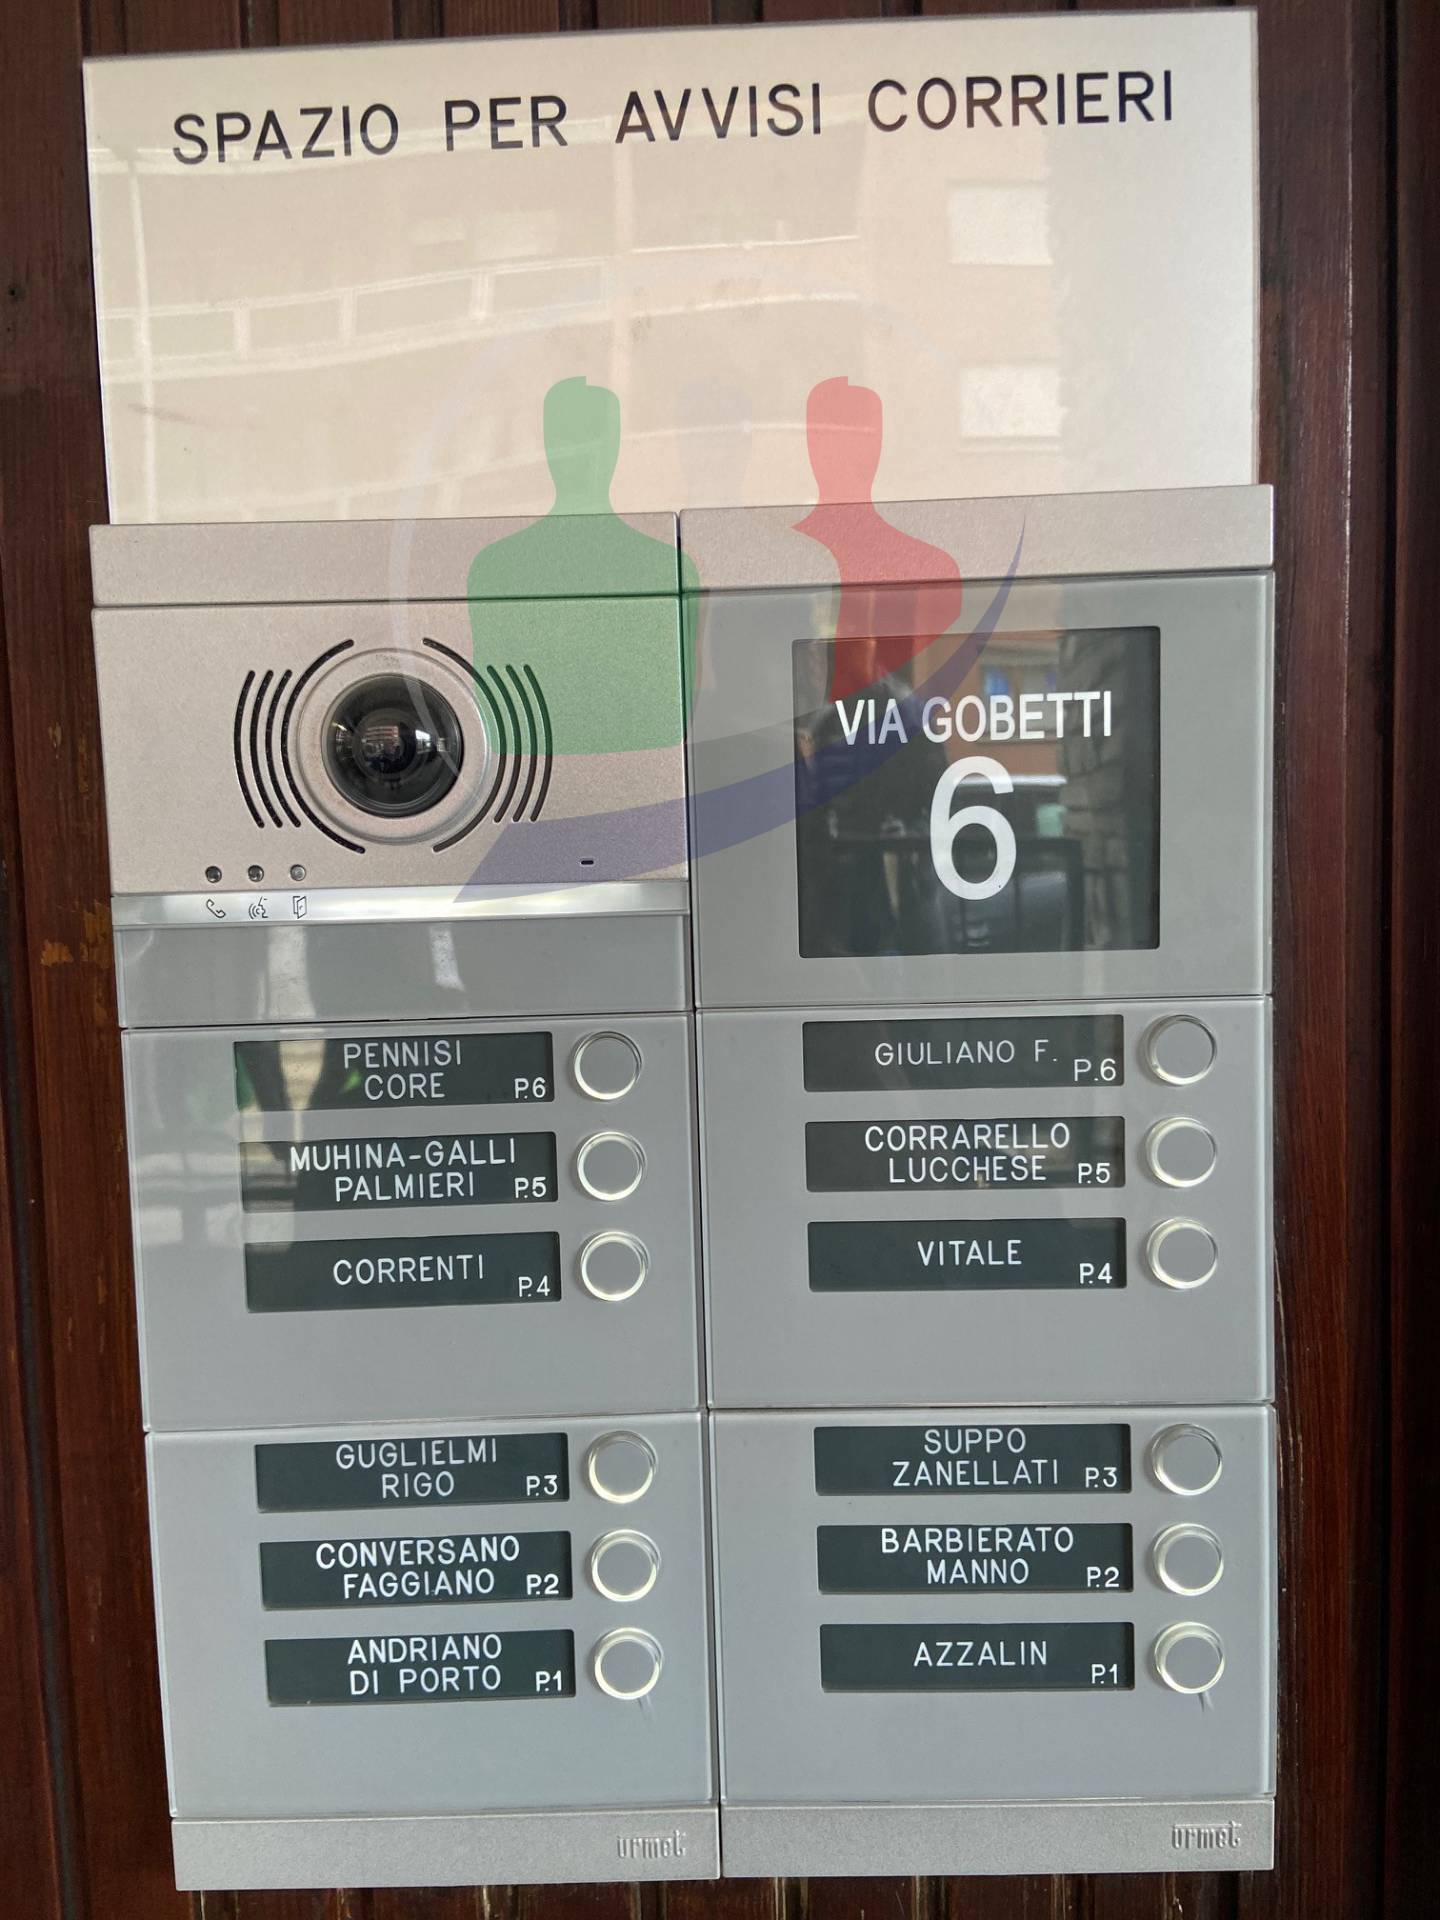 SPAZIO PER AVVISI CORRIERI
VIA GOBETTI
6
PENNISI
CORE P.6
MUHINA-GALLI
PALMIERI P.5
CORRENTI
P.4
GIULIANO F.
P.6
CORRARELLO
LUCCHESE P.5
VITALE
P.4
GUGLIELMI
RIGO P.3
CONVERSANO
FAGGIANO P.2
ANDRIANO
DI PORTO P.1
SUPPO
ZANELLATI P.3
BARBIERATO
MANNO P.2
AZZALIN
P.1
urmet
urmet